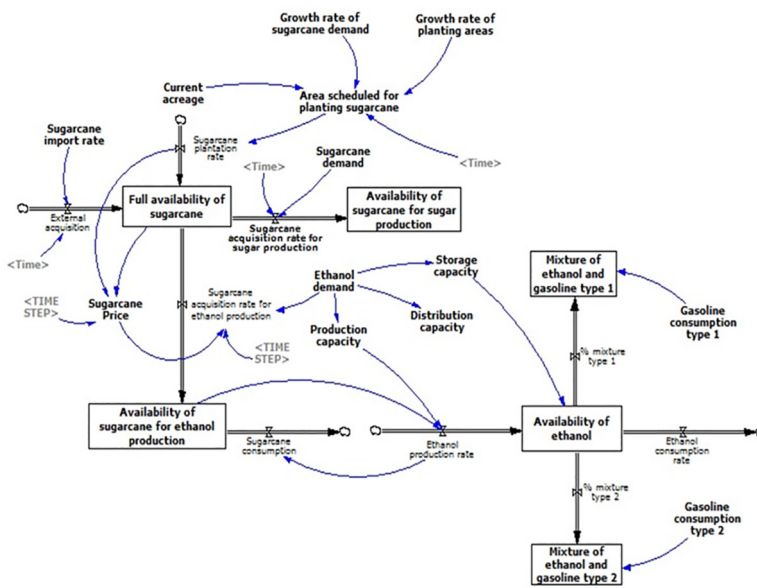 Growth rate of
sugarcane demand
Growth rate of
planting areas
Current
acreage
Area scheduled for
planting sugarcane
Sugarcane
import rate
Sugarcane
plantation rate
<Time>
Sugarcane
demand
<Time>
Full availability of
sugarcane
Availability of
sugarcane for sugar
production
External
acquisition
Sugarcane
acquisition rate for
sugar production
<Time>
Storage
capacity
Mixture of
ethanol and
gasoline type 1
Ethanol
demand
Sugarcane
acquisition rate for
ethanol production
<TIME
STEP>
Sugarcane
Price
Distribution
capacity
Gasoline
consumption
type 1
Production
capacity
<TIME
STEP>
% mixture
type 1
Availability of
sugarcane for ethanol
production
Availability of
ethanol
Sugarcane
consumption
Ethanol
production rate
Ethanol consumption
rate
% mixture
type 2
Gasoline
consumption
type 2
Mixture of
ethanol and
gasoline type 2